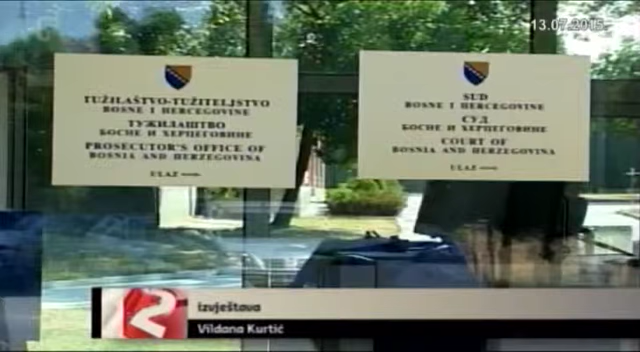 13.07.2015
TUŽILAŠTVO-TUŽITELJSTVO
BOSNE I HERCEGOVINE
ТУЖИЛАШТВО
БОСНЕ И ХЕРЦЕГОВИНЕ
PROSECUTOR'S OFFICE OF
BOSNIA AND HERZEGOVINA
ULAZ
SUD
BOSNE I HERCEGOVINE
СУД
БОСНЕ И ХЕРЦЕГОВИНЕ
COURT OF
BOSNIA AND HERZEGOVINA
ULAZ
2
izvještava
Vildana Kurtić